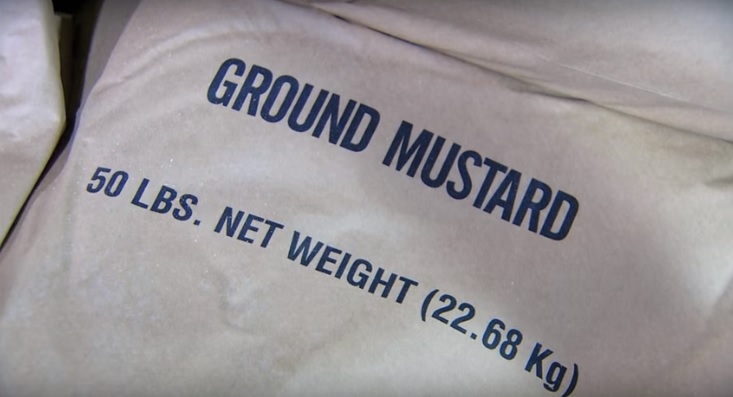 GROUND MUSTARD
50 LBS. NET WEIGHT (22.68 Kg)